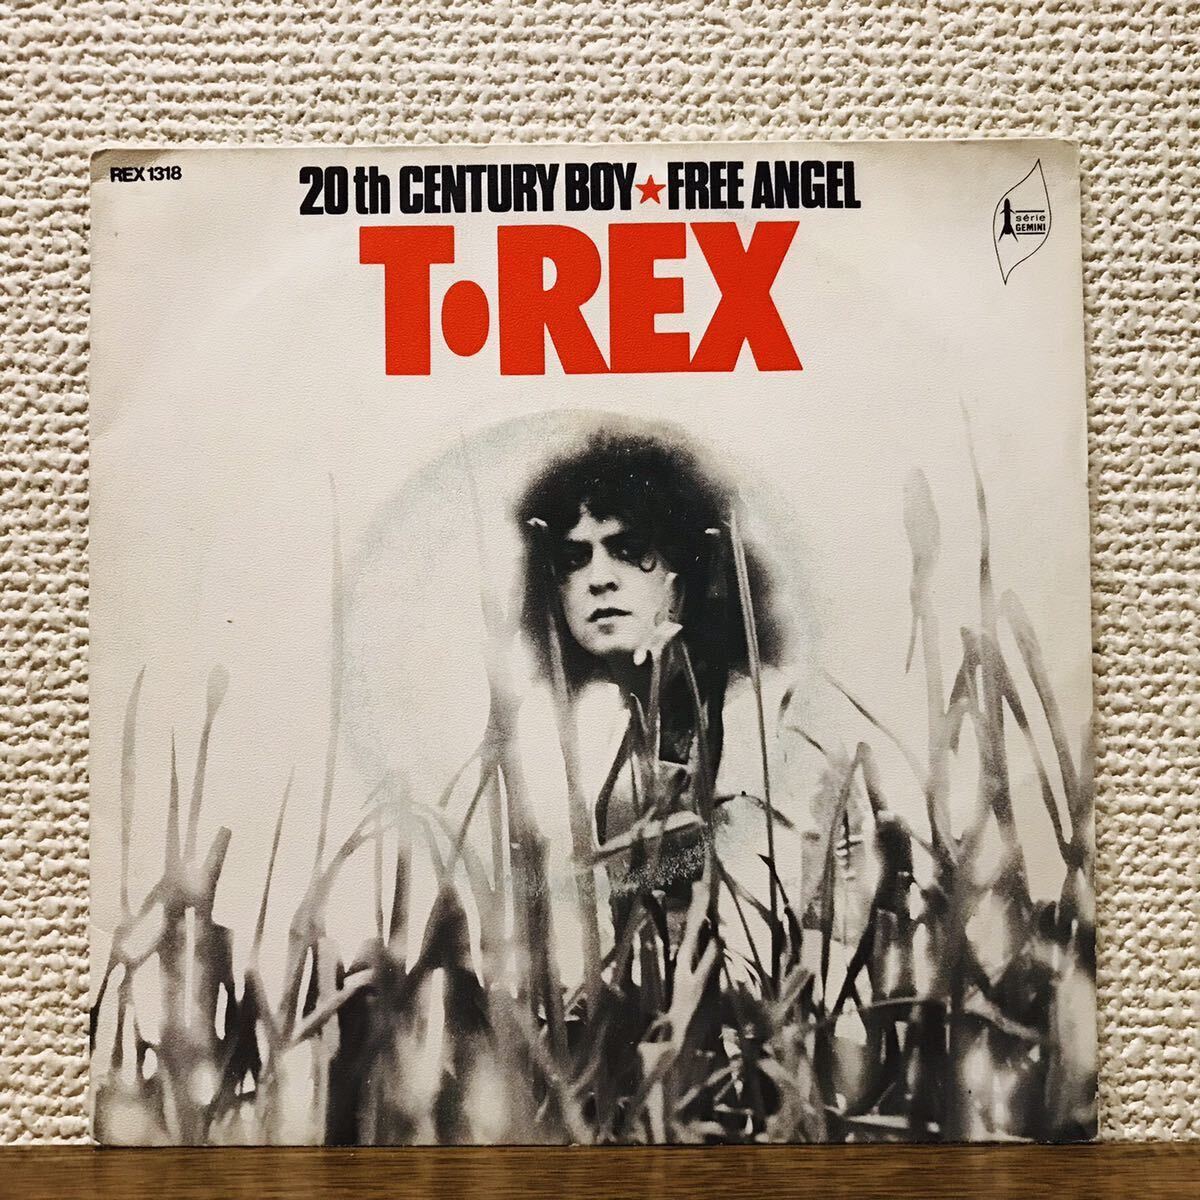 REX 1318
20th CENTURY BOY★FREE ANGEL
T•REX
série
GEMINI